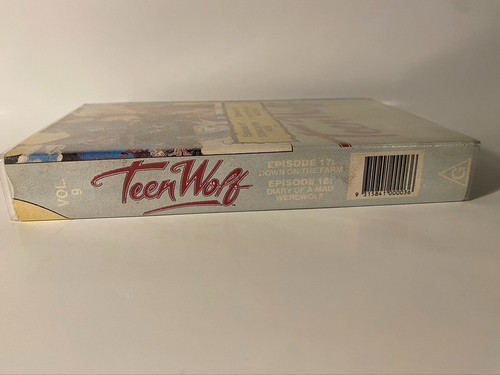 VOL.
9
Teen Wolf
EPISODE 17:
DOWN ON THE FARM
EPISODE 18:
DIARY OF A MAD
WEREWOLF
G